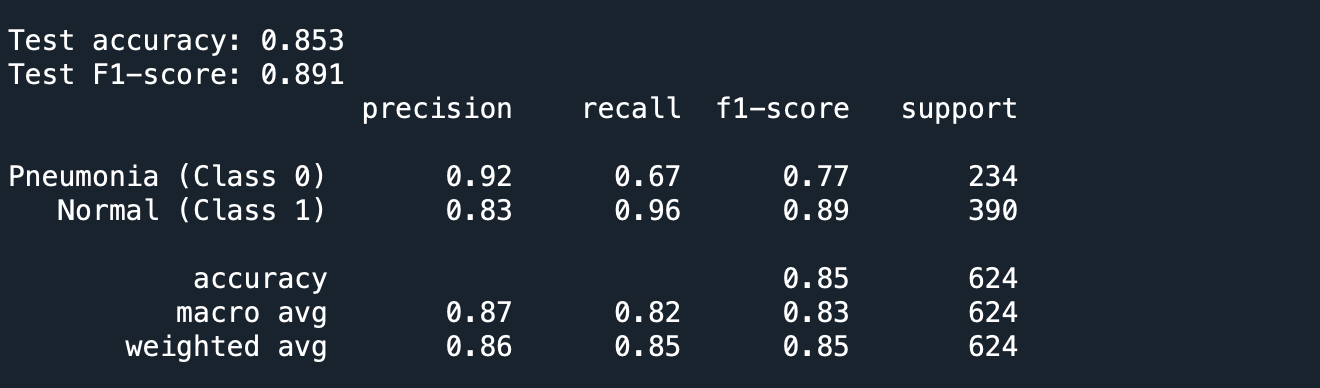 Test accuracy: 0.853
Test F1-score: 0.891
precision recall f1-score support
Pneumonia (Class 0) 0.92 0.67 0.77 234
Normal (Class 1) 0.83 0.96 0.89 390
accuracy 0.85 624
macro avg 0.87 0.82 0.83 624
weighted avg 0.86 0.85 0.85 624